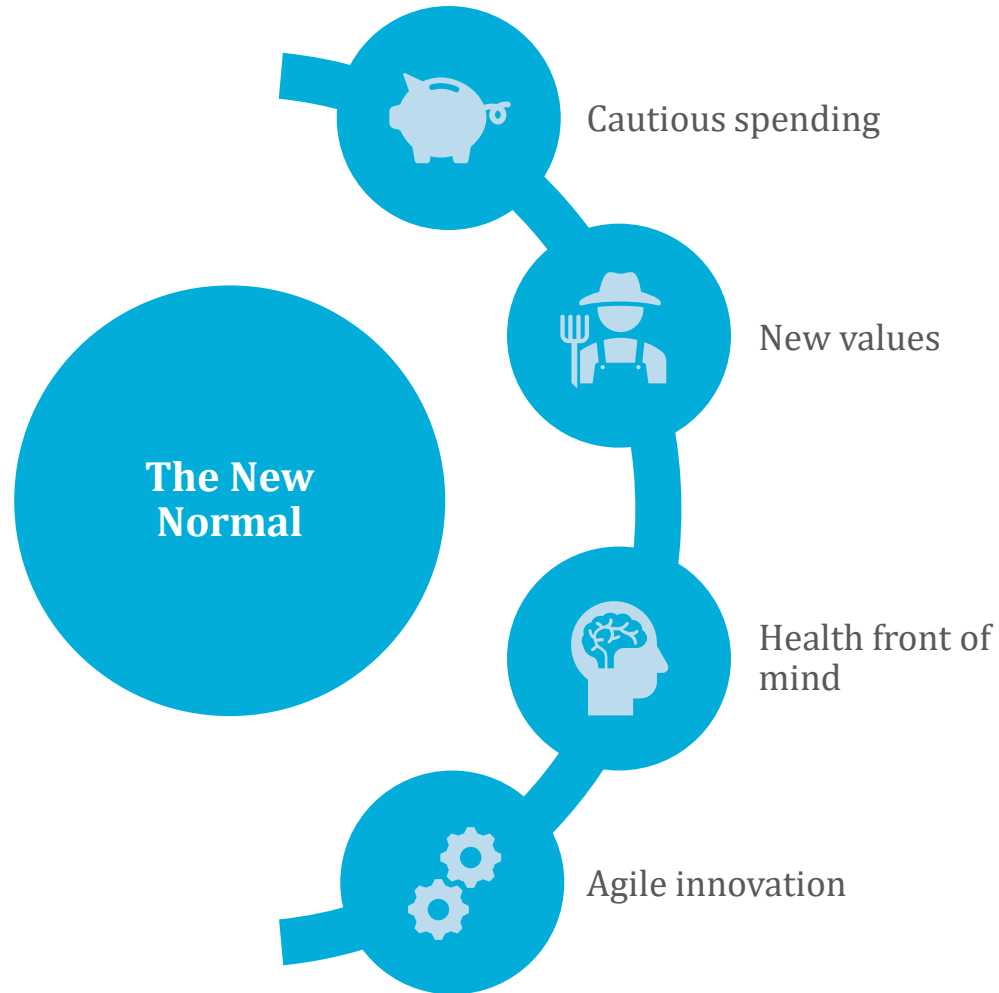 Cautious spending
New values
The New
Normal
Health front of
mind
Agile innovation